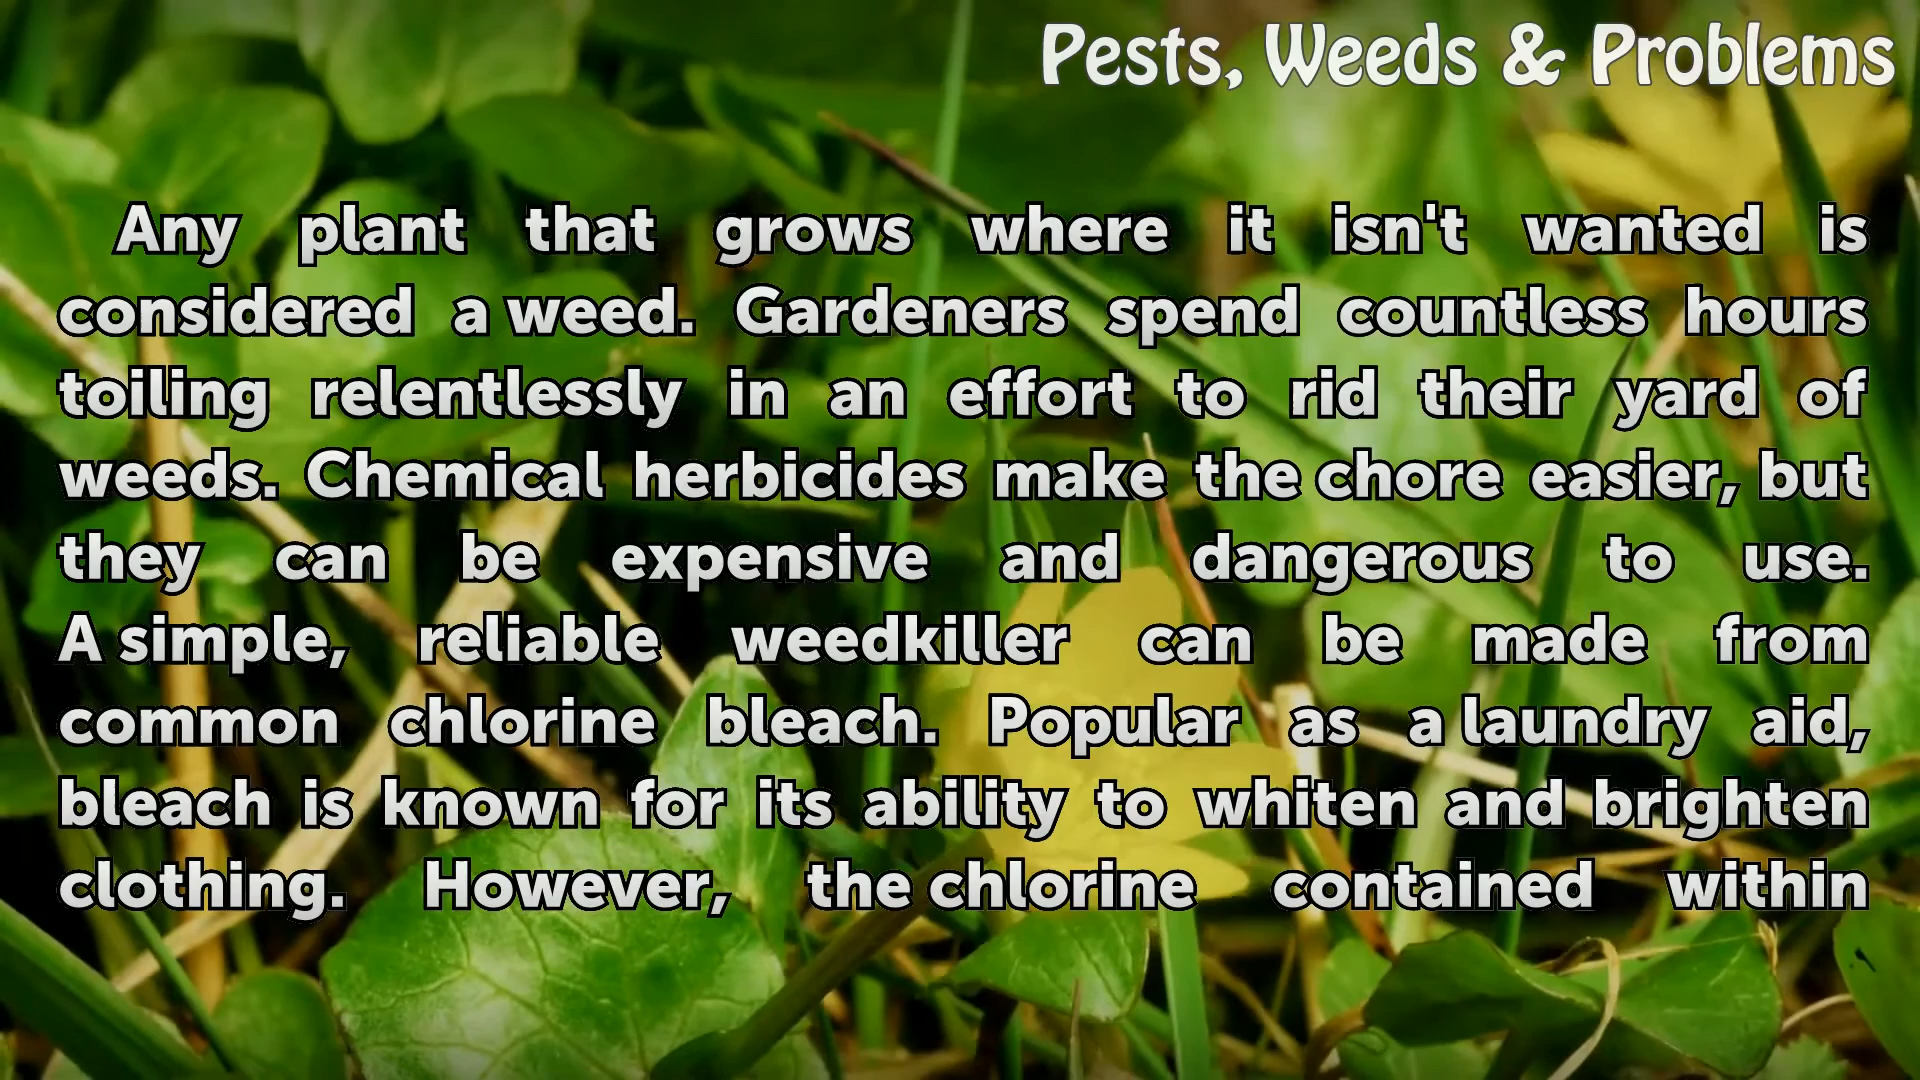 Pests, Weeds & Problems
Any plant that grows where it isn't wanted is
considered a weed. Gardeners spend countless hours
toiling relentlessly in an effort to rid their yard of
weeds. Chemical herbicides make the chore easier, but
they can be expensive and dangerous to use.
A simple, reliable weedkiller can be made from
common chlorine bleach. Popular as a laundry aid,
bleach is known for its ability to whiten and brighten
clothing. However, the chlorine contained within